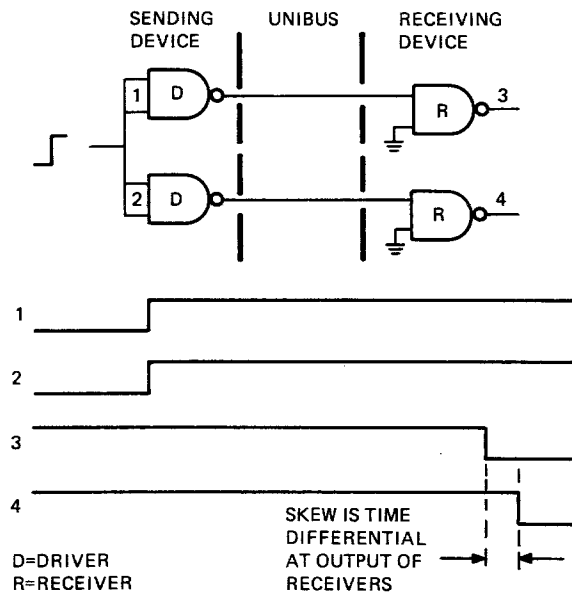 SENDING DEVICE
UNIBUS
RECEIVING DEVICE
1 D
R 3
2 D
R 4
1
2
3
4
SKEW IS TIME
DIFFERENTIAL
AT OUTPUT OF
RECEIVERS
D=DRIVER
R=RECEIVER